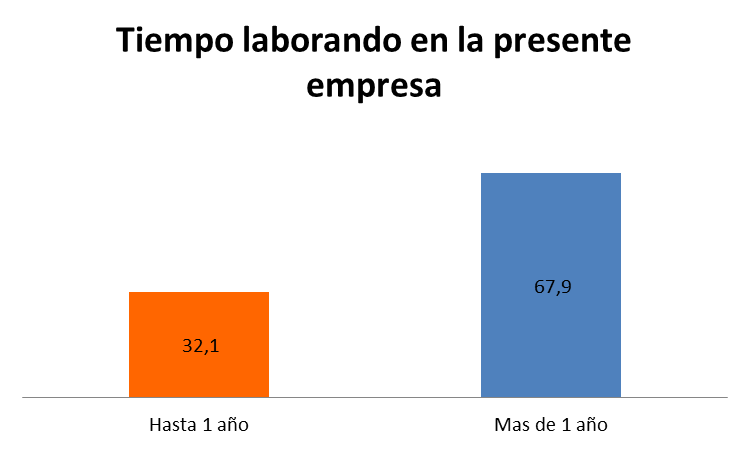 Tiempo laborando en la presente
empresa
67,9
32,1
Hasta 1 año
Mas de 1 año